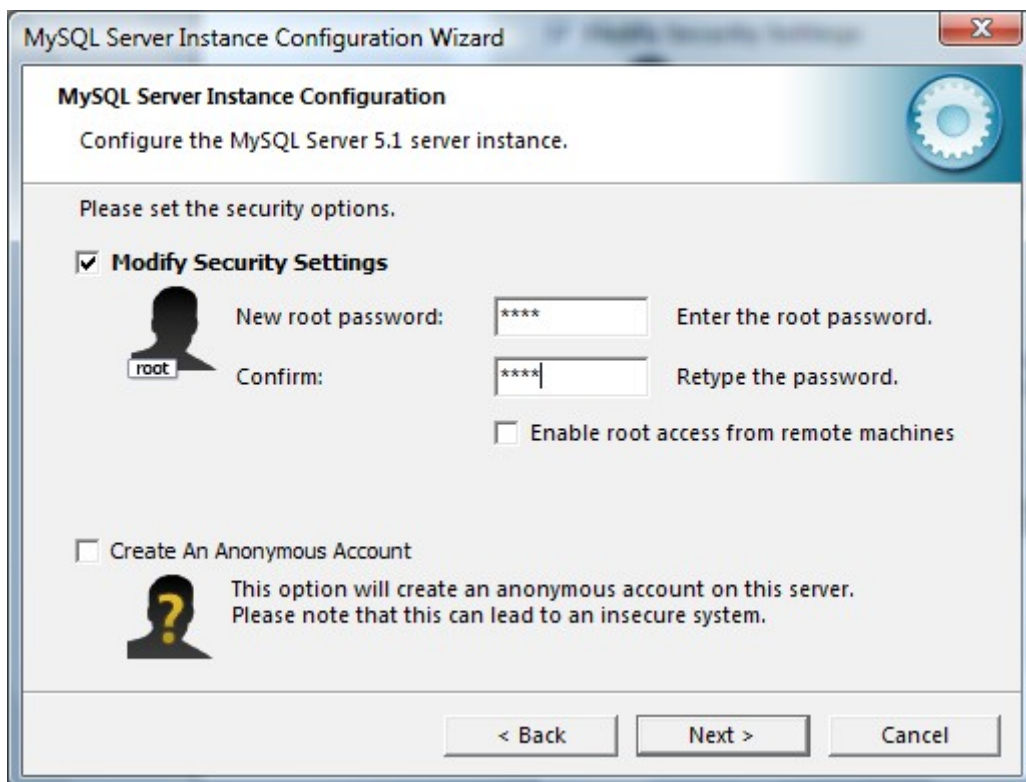 MySQL Server Instance Configuration Wizard
MySQL Server Instance Configuration
Configure the MySQL Server 5.1 server instance.
Please set the security options.
Modify Security Settings
New root password: **** Enter the root password.
root
Confirm: **** Retype the password.
Enable root access from remote machines
Create An Anonymous Account
?
This option will create an anonymous account on this server.
Please note that this can lead to an insecure system.
< Back Next > Cancel